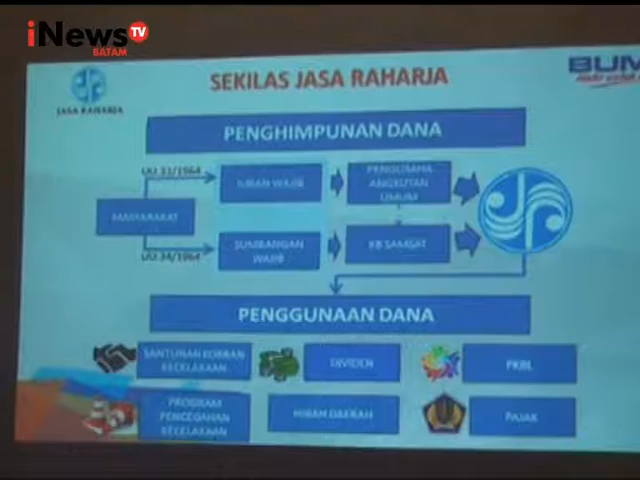 iNews TV
BATAM
JASA RAHARJA
SEKILAS JASA RAHARJA
BUM
PENGHIMPUNAN DANA
UU.33/1964
IURAN WAJIB
PENGUSAHA
ANGKUTAN
UMUM
MASYARAKAT
SUMBANGAN
WAJIB
KB SAMSAT
UU.34/1964
PENGGUNAAN DANA
SANTUNAN KORBAN
KECELAKAAN
DIVIDEN
PKBL
PROGRAM
PENCEGAHAN
KECELAKAAN
HIBAH DAERAH
PAJAK